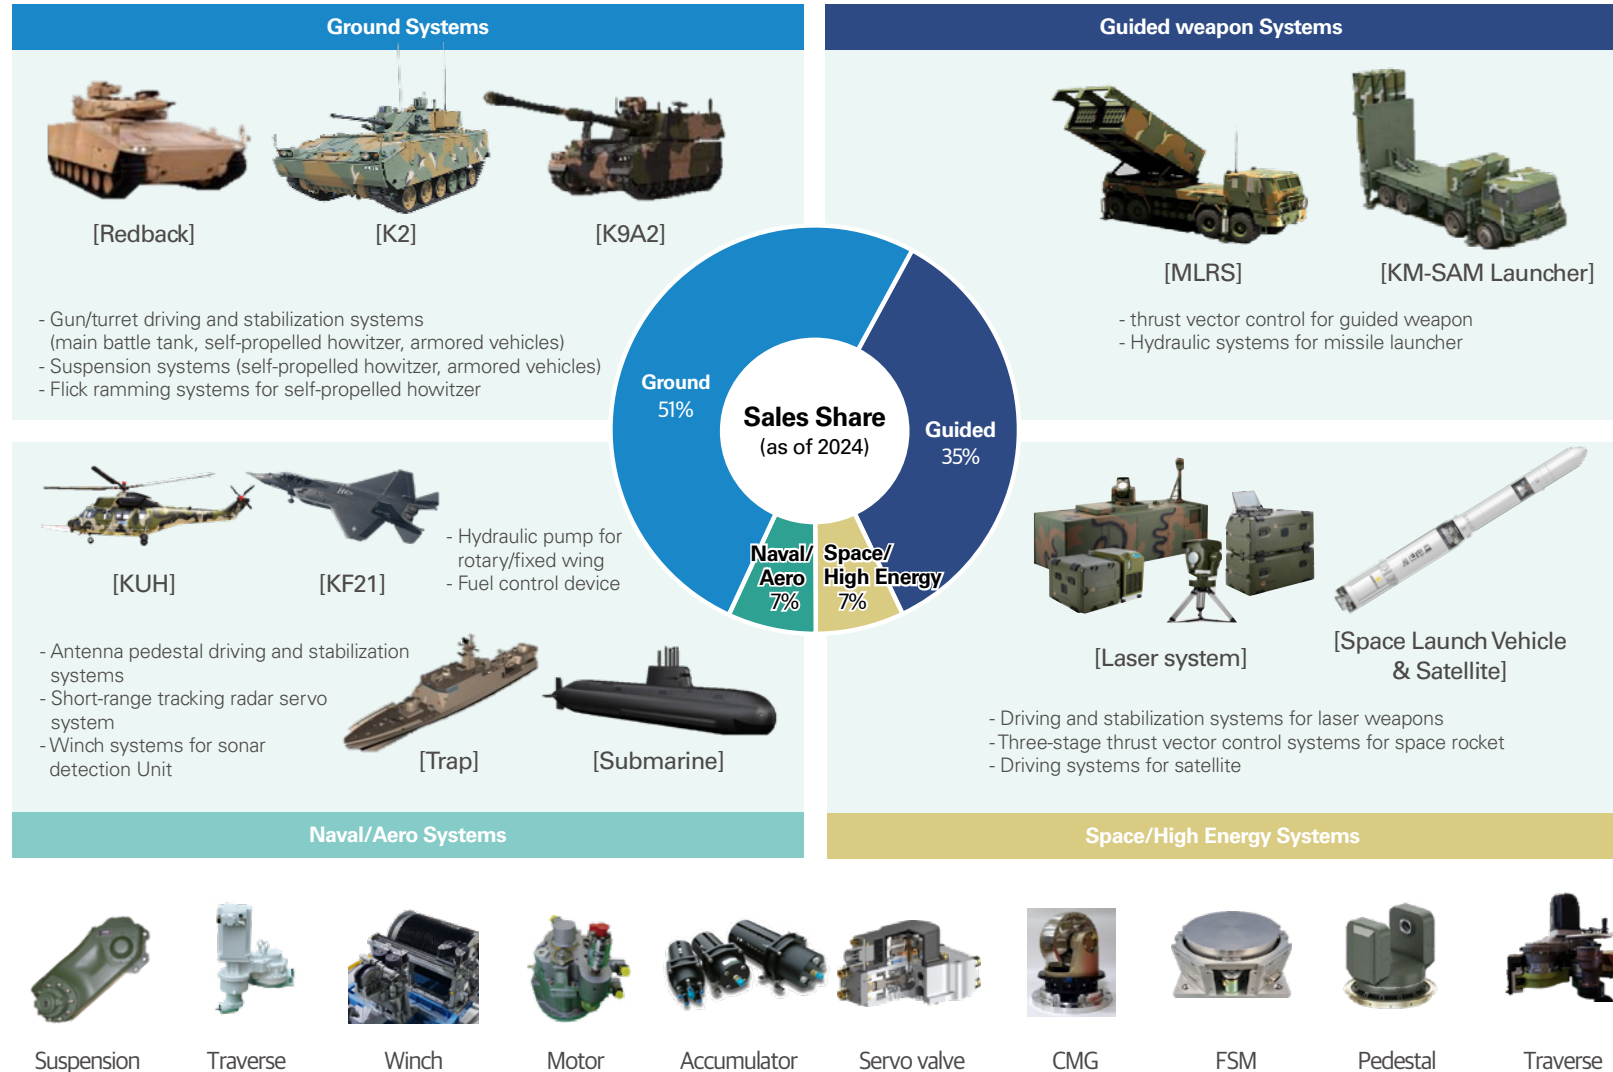 Ground Systems
[Redback]
[K2]
[K9A2]
- Gun/turret driving and stabilization systems
(main battle tank, self-propelled howitzer, armored vehicles)
- Suspension systems (self-propelled howitzer, armored vehicles)
- Flick ramming systems for self-propelled howitzer
Guided weapon Systems
[MLRS]
[KM-SAM Launcher]
- thrust vector control for guided weapon
- Hydraulic systems for missile launcher
Ground
51%
Sales Share
(as of 2024)
Guided
35%
Naval/
Aero
7%
Space/
High Energy
7%
[KUH]
[KF21]
- Hydraulic pump for
rotary/fixed wing
- Fuel control device
- Antenna pedestal driving and stabilization
systems
- Short-range tracking radar servo
system
- Winch systems for sonar
detection Unit
[Trap]
[Submarine]
Naval/Aero Systems
[Laser system]
[Space Launch Vehicle
& Satellite]
- Driving and stabilization systems for laser weapons
- Three-stage thrust vector control systems for space rocket
- Driving systems for satellite
Space/High Energy Systems
Suspension
Traverse
Winch
Motor
Accumulator
Servo valve
CMG
FSM
Pedestal
Traverse